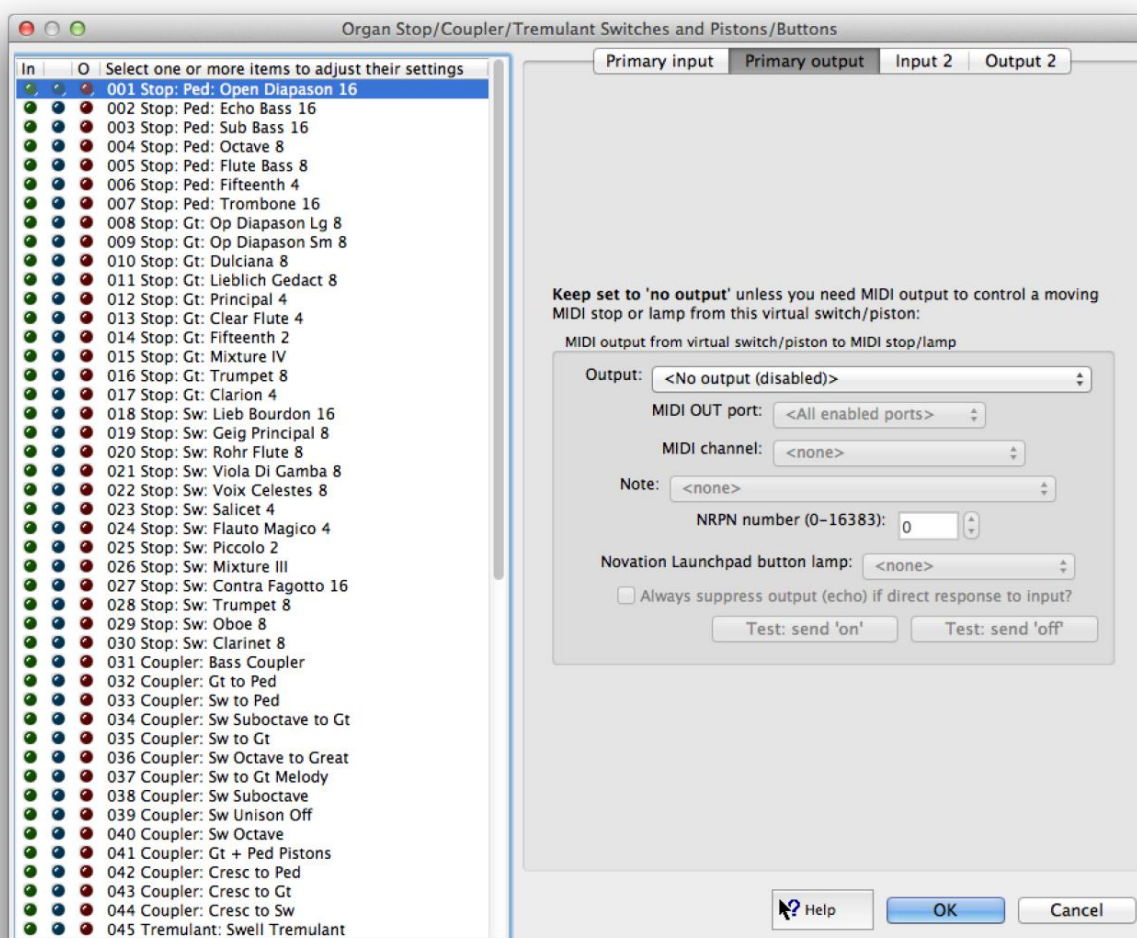 Organ Stop/Coupler/Tremulant Switches and Pistons/Buttons
In O Select one or more items to adjust their settings
001 Stop: Ped: Open Diapason 16
002 Stop: Ped: Echo Bass 16
003 Stop: Ped: Sub Bass 16
004 Stop: Ped: Octave 8
005 Stop: Ped: Flute Bass 8
006 Stop: Ped: Fifteenth 4
007 Stop: Ped: Trombone 16
008 Stop: Gt: Op Diapason Lg 8
009 Stop: Gt: Op Diapason Sm 8
010 Stop: Gt: Dulciana 8
011 Stop: Gt: Lieblich Gedact 8
012 Stop: Gt: Principal 4
013 Stop: Gt: Clear Flute 4
014 Stop: Gt: Fifteenth 2
015 Stop: Gt: Mixture IV
016 Stop: Gt: Trumpet 8
017 Stop: Gt: Clarion 4
018 Stop: Sw: Lieb Bourdon 16
019 Stop: Sw: Geig Principal 8
020 Stop: Sw: Rohr Flute 8
021 Stop: Sw: Viola Di Gamba 8
022 Stop: Sw: Voix Celestes 8
023 Stop: Sw: Salicet 4
024 Stop: Sw: Flauto Magico 4
025 Stop: Sw: Piccolo 2
026 Stop: Sw: Mixture III
027 Stop: Sw: Contra Fagotto 16
028 Stop: Sw: Trumpet 8
029 Stop: Sw: Oboe 8
030 Stop: Sw: Clarinet 8
031 Coupler: Bass Coupler
032 Coupler: Gt to Ped
033 Coupler: Sw to Ped
034 Coupler: Sw Suboctave to Gt
035 Coupler: Sw to Gt
036 Coupler: Sw Octave to Great
037 Coupler: Sw to Gt Melody
038 Coupler: Sw Suboctave
039 Coupler: Sw Unison Off
040 Coupler: Sw Octave
041 Coupler: Gt + Ped Pistons
042 Coupler: Cresc to Ped
043 Coupler: Cresc to Gt
044 Coupler: Cresc to Sw
045 Tremulant: Swell Tremulant
Primary input Primary output Input 2 Output 2
Keep set to 'no output' unless you need MIDI output to control a moving
MIDI stop or lamp from this virtual switch/piston:
MIDI output from virtual switch/piston to MIDI stop/lamp
Output: <No output (disabled)>
MIDI OUT port: <All enabled ports>
MIDI channel: <none>
Note: <none>
NRPN number (0-16383): 0
Novation Launchpad button lamp: <none>
Always suppress output (echo) if direct response to input?
Test: send 'on' Test: send 'off'
? Help OK Cancel